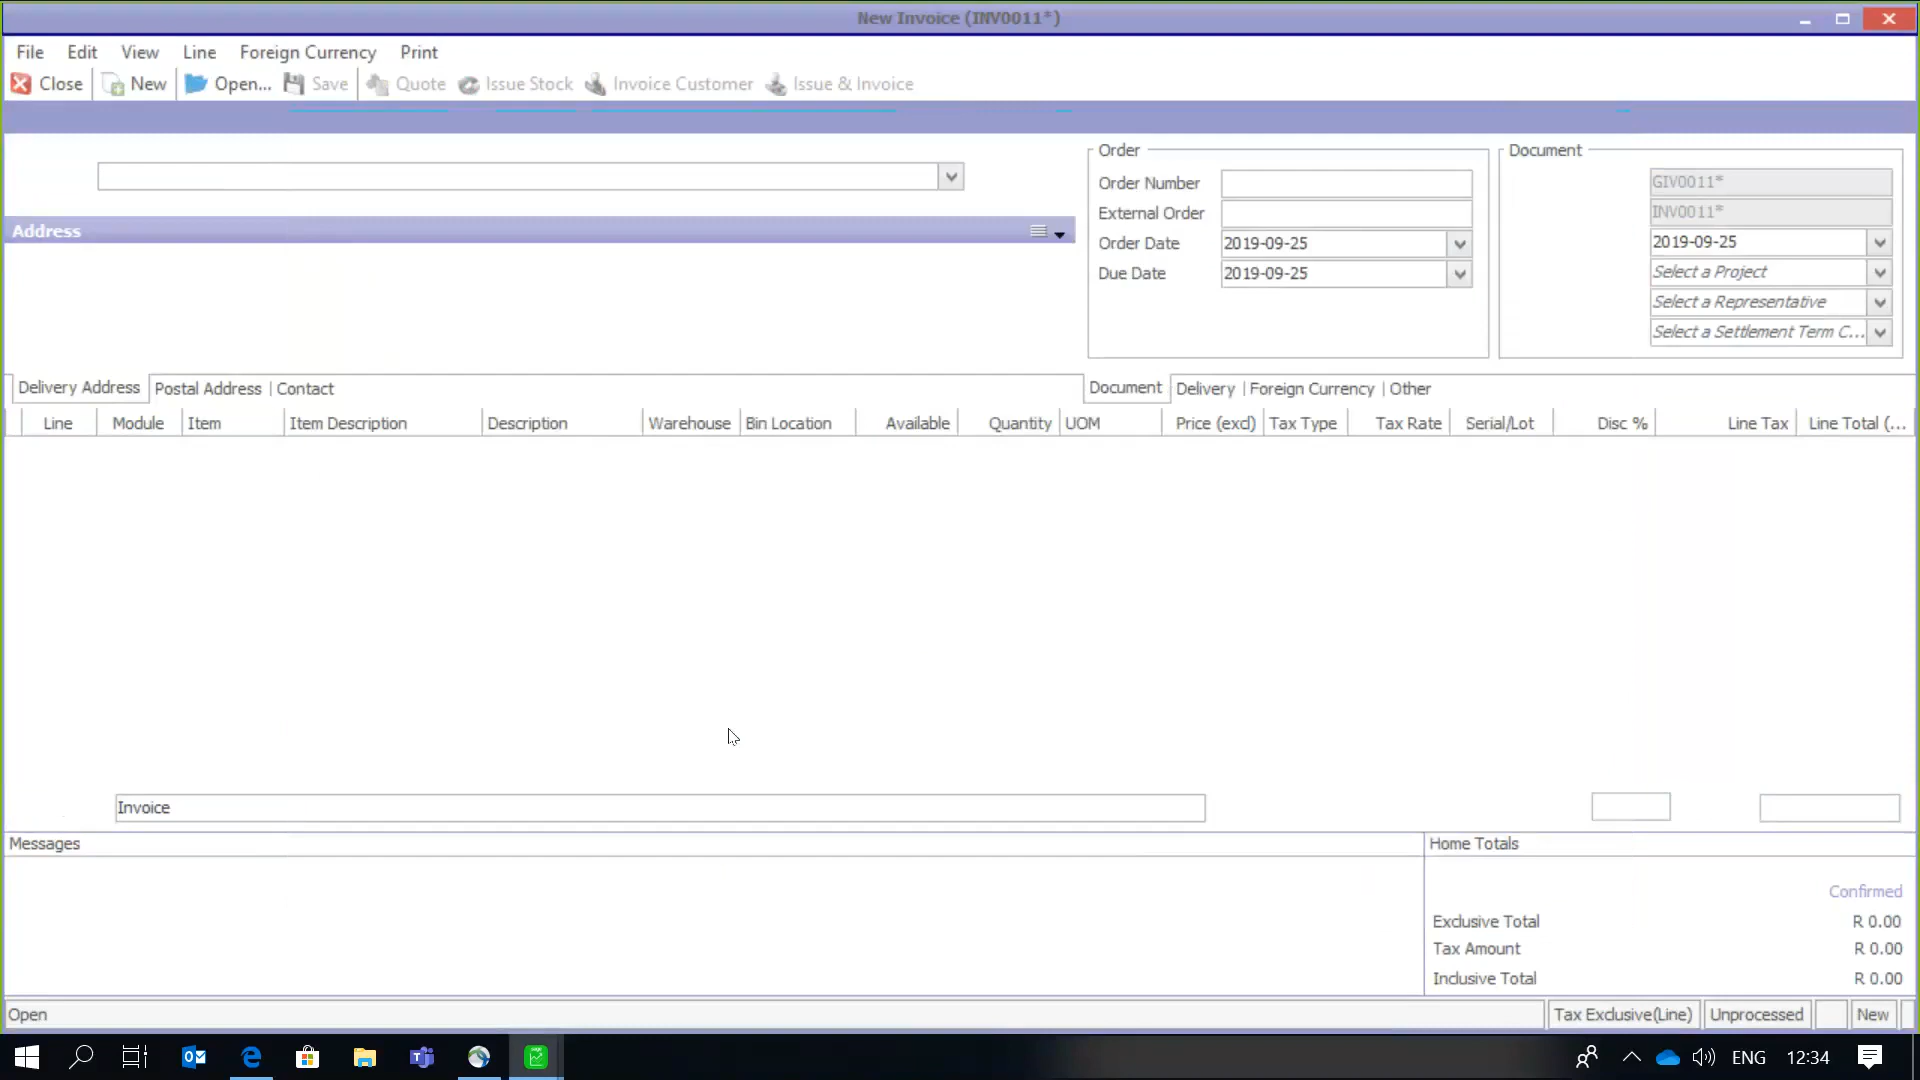 New Invoice (INV0011*)
File Edit View Line Foreign Currency Print
Close New Open... Save Quote Issue Stock Invoice Customer Issue & Invoice
Order
Order Number
External Order
Order Date 2019-09-25
Due Date 2019-09-25
Document
GIV0011*
INV0011*
2019-09-25
Select a Project
Select a Representative
Select a Settlement Term C...
Address
Delivery Address Postal Address Contact
Document Delivery Foreign Currency Other
Line Module Item Item Description Description Warehouse Bin Location Available Quantity UOM Price (excl) Tax Type Tax Rate Serial/Lot Disc % Line Tax Line Total (...
Invoice
Messages
Home Totals
Confirmed
Exclusive Total R 0.00
Tax Amount R 0.00
Inclusive Total R 0.00
Open Tax Exclusive(Line) Unprocessed New
ENG 12:34